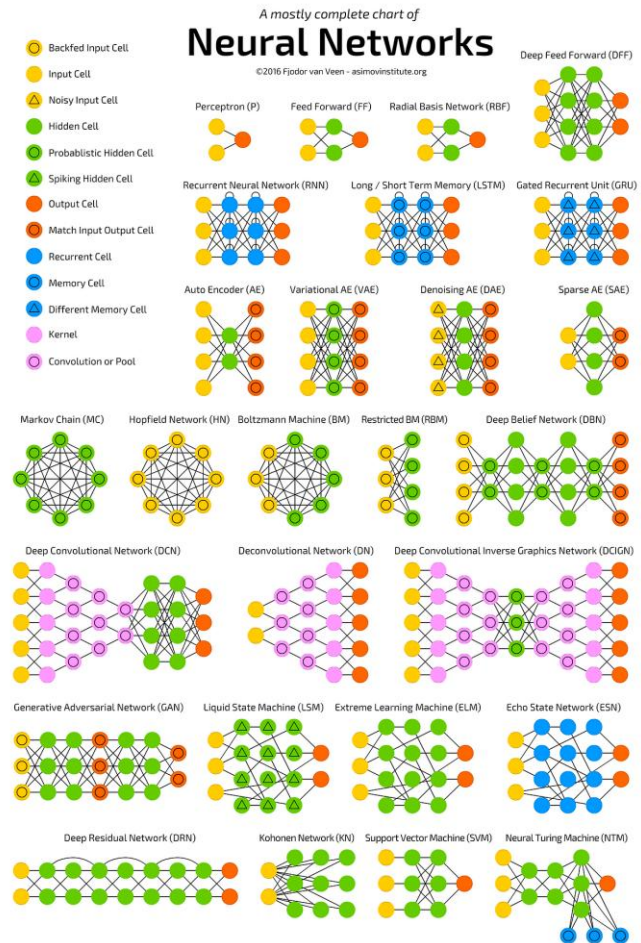 A mostly complete chart of
Neural Networks
©2016 Fjodor van Veen - asimovinstitute.org
Backfed Input Cell
Input Cell
Noisy Input Cell
Hidden Cell
Probablistic Hidden Cell
Spiking Hidden Cell
Output Cell
Match Input Output Cell
Recurrent Cell
Memory Cell
Different Memory Cell
Kernel
Convolution or Pool
Deep Feed Forward (DFF)
Perceptron (P)
Feed Forward (FF)
Radial Basis Network (RBF)
Recurrent Neural Network (RNN)
Long / Short Term Memory (LSTM)
Gated Recurrent Unit (GRU)
Auto Encoder (AE)
Variational AE (VAE)
Denoising AE (DAE)
Sparse AE (SAE)
Markov Chain (MC)
Hopfield Network (HN)
Boltzmann Machine (BM)
Restricted BM (RBM)
Deep Belief Network (DBN)
Deep Convolutional Network (DCN)
Deconvolutional Network (DN)
Deep Convolutional Inverse Graphics Network (DCIGN)
Generative Adversarial Network (GAN)
Liquid State Machine (LSM)
Extreme Learning Machine (ELM)
Echo State Network (ESN)
Deep Residual Network (DRN)
Kohonen Network (KN)
Support Vector Machine (SVM)
Neural Turing Machine (NTM)